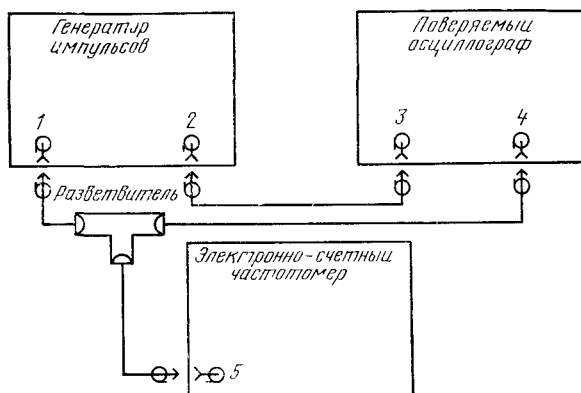 Генератор
импульсов
Поверяемый
осциллограф
1
2
3
4
Разветвитель
Электронно-счетный
частотомер
5